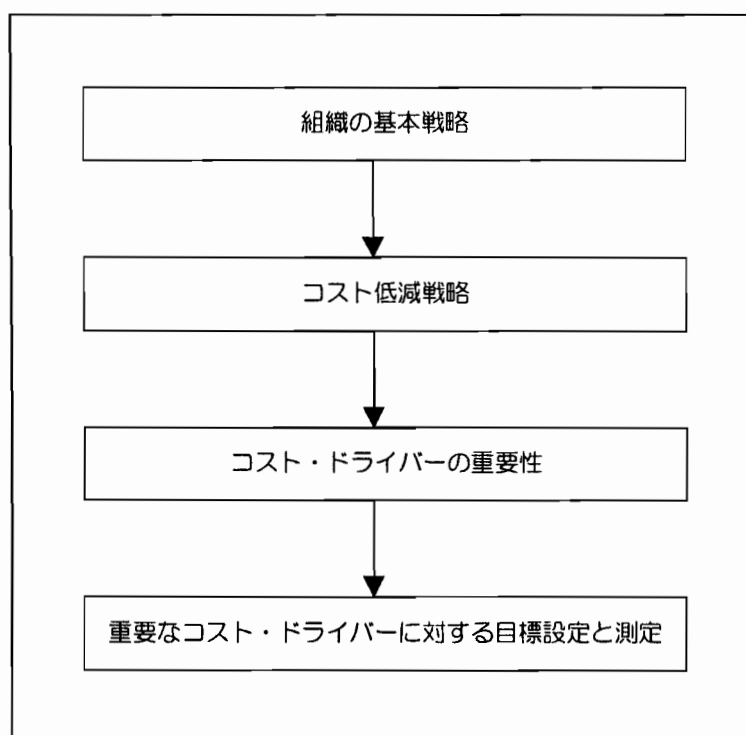 組織の基本戦略
コスト低減戦略
コスト・ドライバーの重要性
重要なコスト・ドライバーに対する目標設定と測定